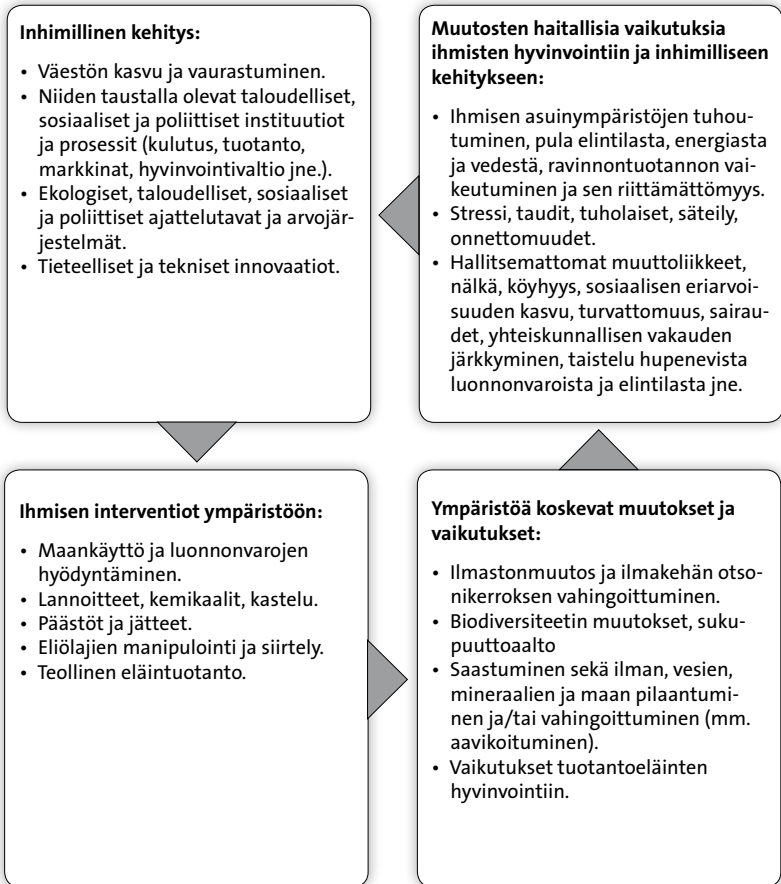 Inhimillinen kehitys:
• Väestön kasvu ja vaurastuminen.
• Niiden taustalla olevat taloudelliset,
sosiaaliset ja poliittiset instituutiot
ja prosessit (kulutus, tuotanto,
markkinat, hyvinvointivaltio jne.).
• Ekologiset, taloudelliset, sosiaaliset
ja poliittiset ajattelutavat ja arvojär-
jestelmät.
• Tieteelliset ja tekniset innovaatiot.
Muutosten haitallisia vaikutuksia
ihmisten hyvinvointiin ja inhimilliseen
kehitykseen:
• Ihmisen asuinympäristöjen tuhou-
tuminen, pula elintilasta, energiasta
ja vedestä, ravinnontuotannon vai-
keutuminen ja sen riittämättömyys.
• Stressi, taudit, tuholaiset, säteily,
onnettomuudet.
• Hallitsemattomat muuttoliikkeet,
nälkä, köyhyys, sosiaalisen eriarvoi-
suuden kasvu, turvattomuus, sairau-
det, yhteiskunnallisen vakauden
järkkyminen, taistelu hupenevista
luonnonvaroista ja elintilasta jne.
Ihmisen interventiot ympäristöön:
• Maankäyttö ja luonnonvarojen
hyödyntäminen.
• Lannoitteet, kemikaalit, kastelu.
• Päästöt ja jätteet.
• Eliölajien manipulointi ja siirtely.
• Teollinen eläintuotanto.
Ympäristöä koskevat muutokset ja
vaikutukset:
• Ilmastonmuutos ja ilmakehän otso-
nikerroksen vahingoittuminen.
• Biodiversiteetin muutokset, suku-
puuttoaalto
• Saastuminen sekä ilman, vesien,
mineraalien ja maan pilaantumi-
nen ja/tai vahingoittuminen (mm.
aavikoituminen).
• Vaikutukset tuotantoeläinten
hyvinvointiin.